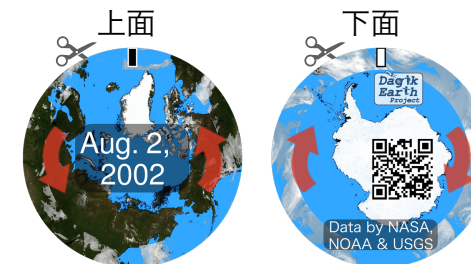 上面
下面
Aug. 2,
2002
Dagik
Earth
Project
Data by NASA,
NOAA & USGS